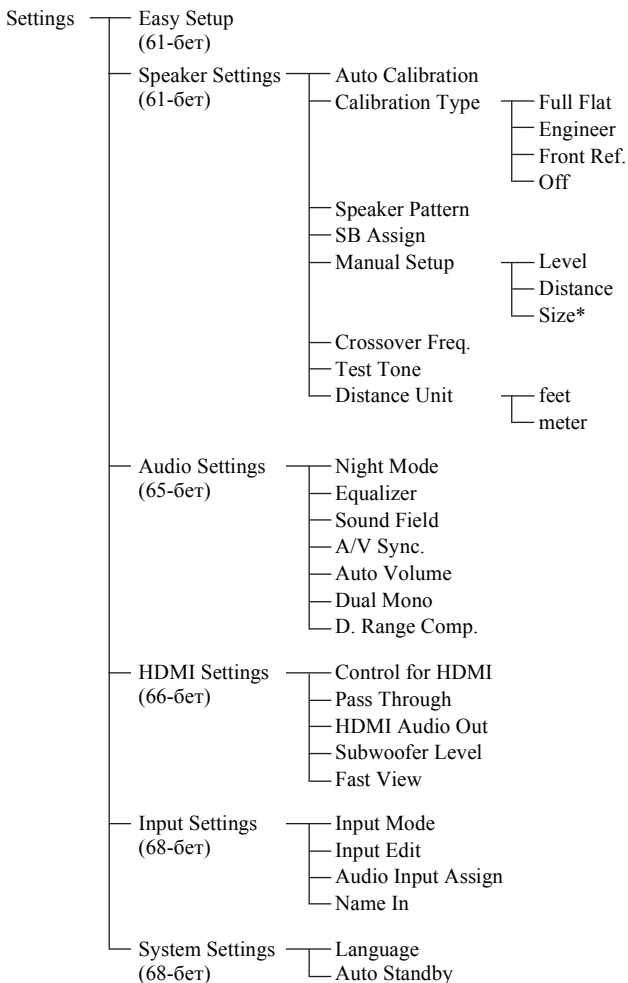 Settings
Easy Setup
(61-бет)
Speaker Settings
(61-бет)
Auto Calibration
Calibration Type
Full Flat
Engineer
Front Ref.
Off
Speaker Pattern
SB Assign
Manual Setup
Level
Distance
Size*
Crossover Freq.
Test Tone
Distance Unit
feet
meter
Audio Settings
(65-бет)
Night Mode
Equalizer
Sound Field
A/V Sync.
Auto Volume
Dual Mono
D. Range Comp.
HDMI Settings
(66-бет)
Control for HDMI
Pass Through
HDMI Audio Out
Subwoofer Level
Fast View
Input Settings
(68-бет)
Input Mode
Input Edit
Audio Input Assign
Name In
System Settings
(68-бет)
Language
Auto Standby